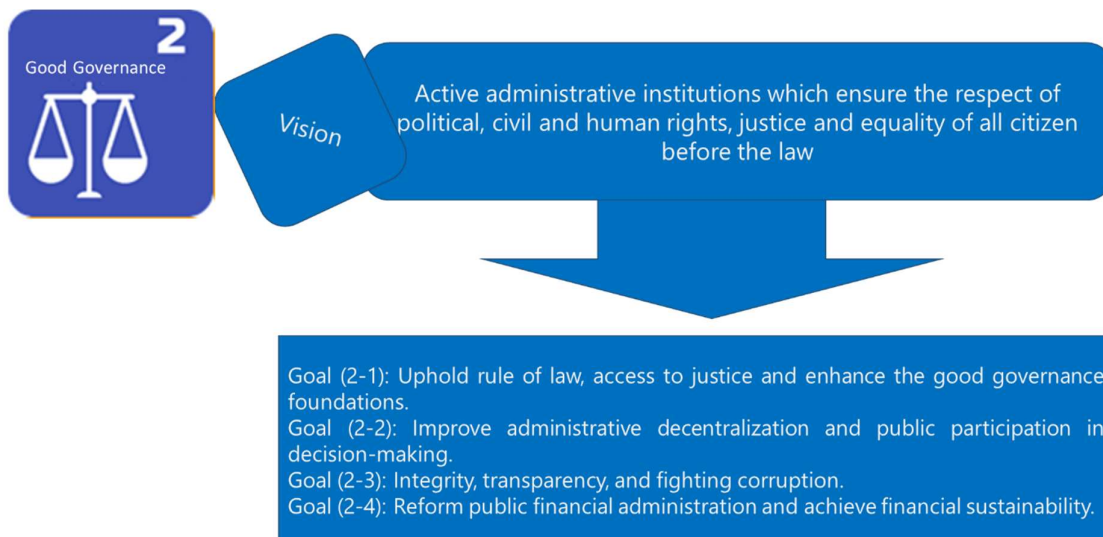 2
Good Governance
Vision
Active administrative institutions which ensure the respect of
political, civil and human rights, justice and equality of all citizen
before the law
Goal (2-1): Uphold rule of law, access to justice and enhance the good governance
foundations.
Goal (2-2): Improve administrative decentralization and public participation in
decision-making.
Goal (2-3): Integrity, transparency, and fighting corruption.
Goal (2-4): Reform public financial administration and achieve financial sustainability.